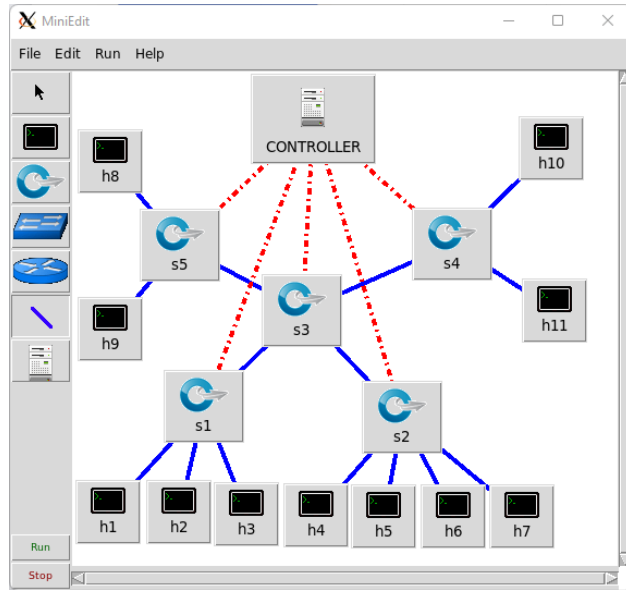 MiniEdit
File Edit Run Help
CONTROLLER
h8
h10
s5
s4
h9
s3
h11
s1
s2
h1
h2
h3
h4
h5
h6
h7
Run
Stop